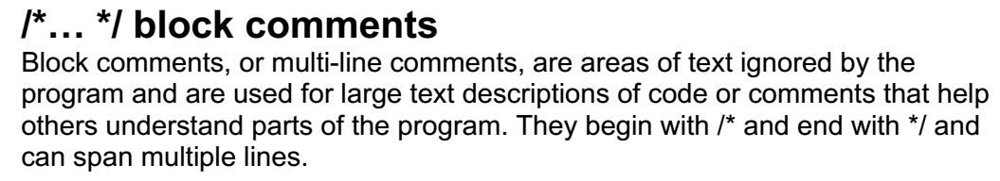 /*… */ block comments
Block comments, or multi-line comments, are areas of text ignored by the
program and are used for large text descriptions of code or comments that help
others understand parts of the program. They begin with /* and end with */ and
can span multiple lines.